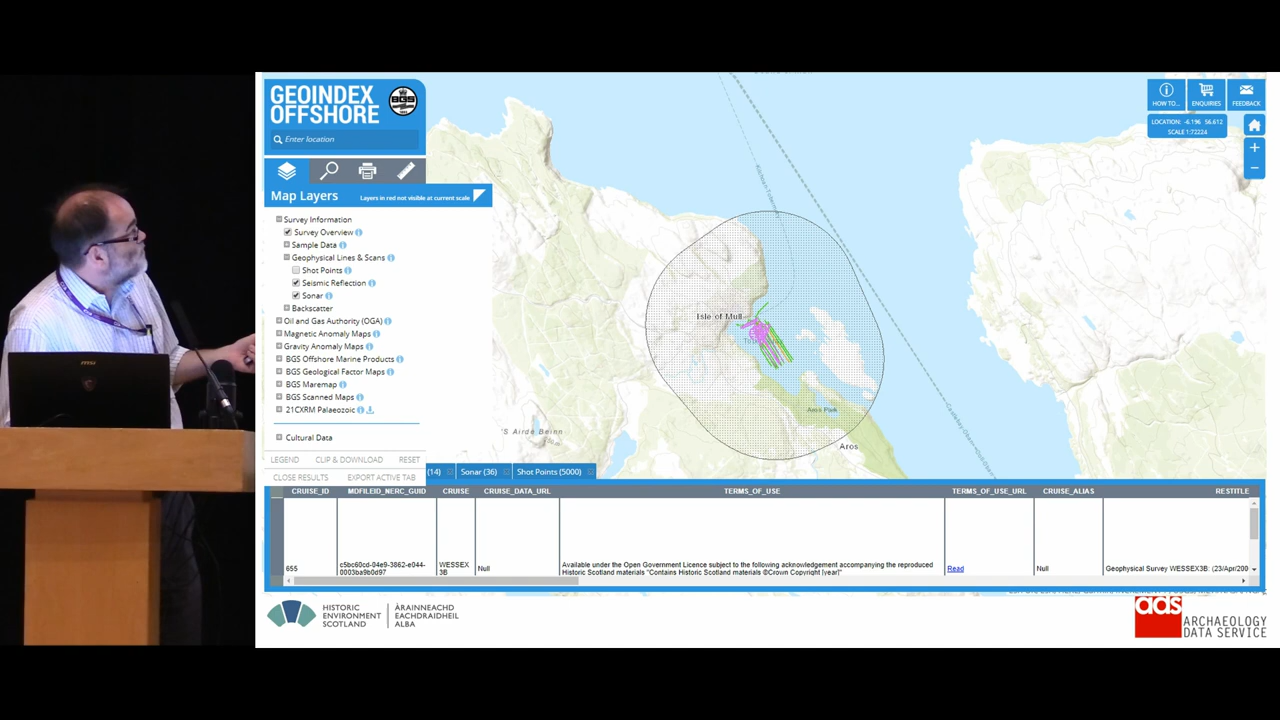 GEOINDEX
OFFSHORE
BGS
Enter location
HOW TO...
ENQUIRIES
FEEDBACK
LOCATION: -6.196 56.612
SCALE 1:72224
Map Layers
Layers in red not visible at current scale
Survey Information
Survey Overview
Sample Data
Geophysical Lines & Scans
Shot Points
Seismic Reflection
Sonar
Backscatter
Oil and Gas Authority (OGA)
Magnetic Anomaly Maps
Gravity Anomaly Maps
BGS Offshore Marine Products
BGS Geological Factor Maps
BGS Maremap
BGS Scanned Maps
21CXRM Palaeozoic
Cultural Data
LEGEND
CLIP & DOWNLOAD
RESET
CLOSE RESULTS
EXPORT ACTIVE TAB
Isle of Mull
Aros Park
Aros
S Airde Beinn
(14)
Sonar (36)
Shot Points (5000)
CRUISE_ID
MDFILEID_NERC_GUID
CRUISE
CRUISE_DATA_URL
TERMS_OF_USE
TERMS_OF_USE_URL
CRUISE_ALIAS
RESTITLE
655
c5bc60cd-04e9-3862-e044-
0003ba9b0d97
WESSEX
3B
Null
Available under the Open Government Licence subject to the following acknowledgement accompanying the reproduced
Historic Scotland materials "Contains Historic Scotland materials ©Crown Copyright [year]"
Read
Null
Geophysical Survey WESSEX3B: (23/Apr/200
HISTORIC
ENVIRONMENT
SCOTLAND
ÀRAINNEACHD
EACHDRAIDHEIL
ALBA
ads
ARCHAEOLOGY
DATA SERVICE
msi